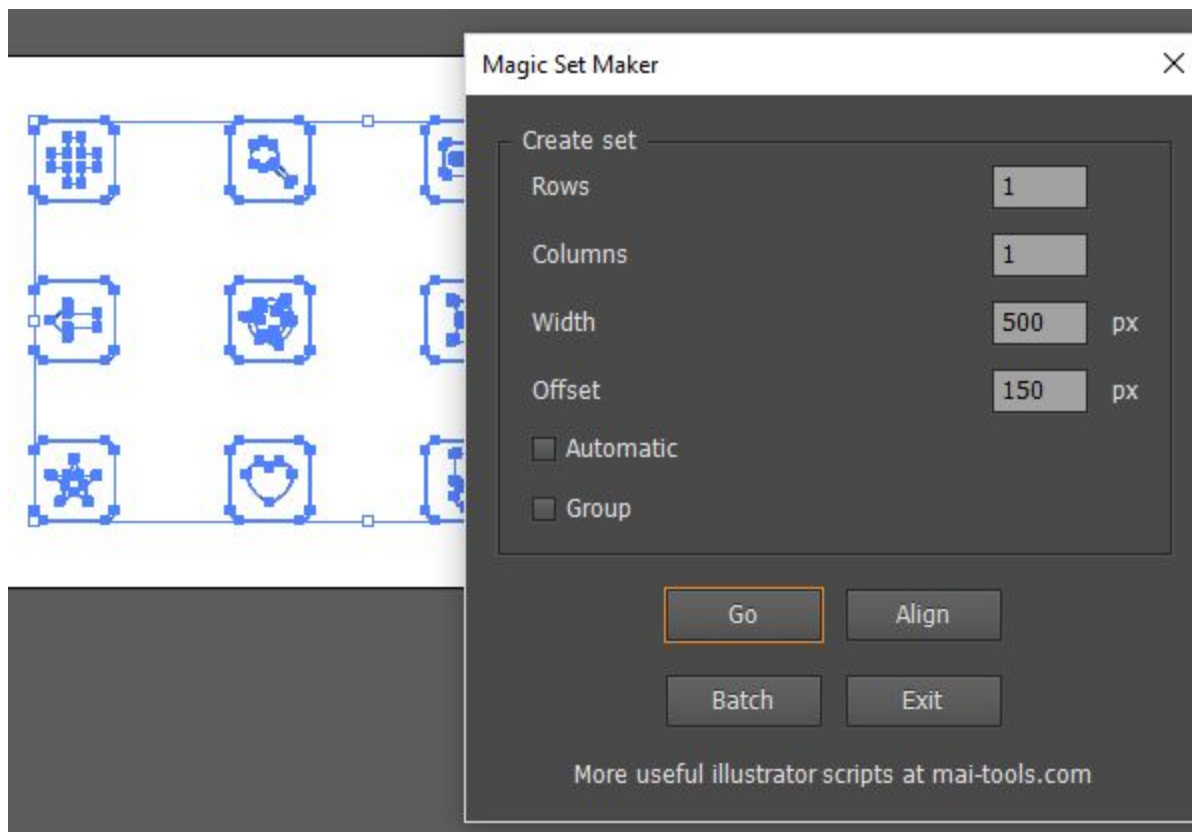 Magic Set Maker
Create set
Rows 1
Columns 1
Width 500 px
Offset 150 px
Automatic
Group
Go Align
Batch Exit
More useful illustrator scripts at mai-tools.com